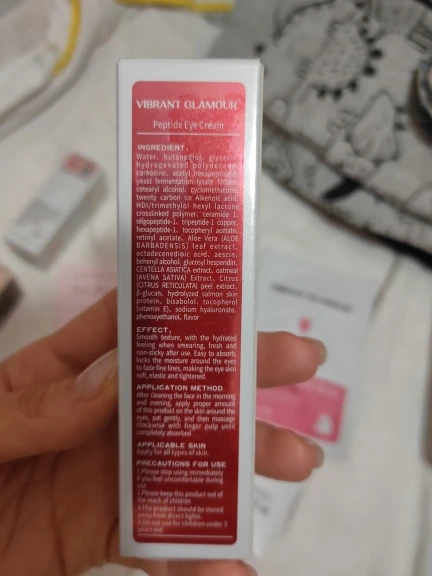 VIBRANT GLAMOUR
Peptide Eye Cream
INGREDIENT,
Water, butanediol, glycerin,
hydrogenated polydecene,
carnosine, acetyl hexapeptide-8,
yeast fermentation lysate filtrate,
cetearyl alcohol, cyclomethicone,
twenty carbon six Alkenoic acid,
HDI/trimethylol hexyl lactone
crosslinked polymer, ceramide 1,
oligopeptide-1, tripeptide-1 copper,
hexapeptide-1, tocopheryl acetate,
retinyl acetate, Aloe Vera (ALOE
BARBADENSIS) leaf extract,
octadecenedioic acid, aescin,
behenyl alcohol, glucosyl hesperidin,
CENTELLA ASIATICA extract, oatmeal
(AVENA SATIVA) Extract, Citrus
(CITRUS RETICULATA) peel extract,
β-glucan, hydrolyzed salmon skin
protein, bisabolol, tocopherol
(vitamin E), sodium hyaluronate,
phenoxyethanol, flavor
EFFECT,
Smooth texture, with the hydrated
feeling when smearing, fresh and
non-sticky after use. Easy to absorb,
locks the moisture around the eyes
to fade fine lines, making the eye skin
soft, elastic and tightened.
APPLICATION METHOD
After cleaning the face in the morning
and evening, apply proper amount
of this product on the skin around the
eyes, pat gently, and then massage
clockwise with finger pulp until
completely absorbed
APPLICABLE SKIN
Apply for all types of skin.
PRECAUTIONS FOR USE
1.Please stop using immediately
if you feel uncomfortable during
use
2.Please keep this product out of
the reach of children
3.The product should be stored
away from direct lights.
4.Do not use for children under 3
years old